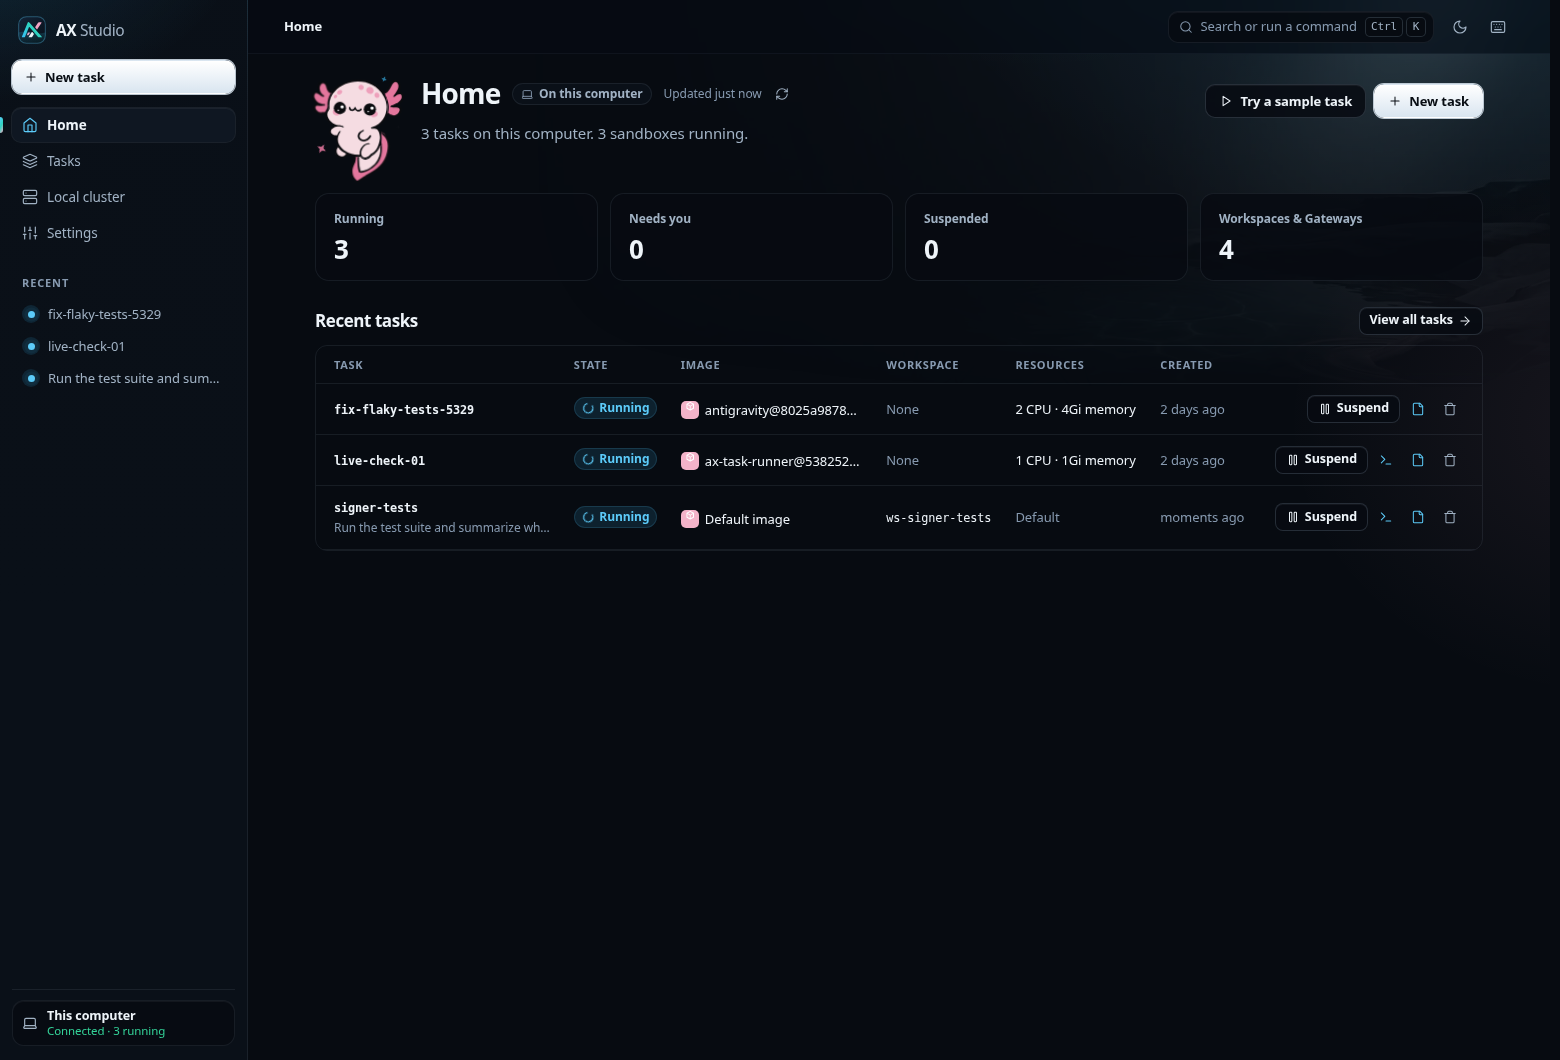 AX Studio
New task
Home
Tasks
Local cluster
Settings
RECENT
fix-flaky-tests-5329
live-check-01
Run the test suite and sum...
This computer
Connected · 3 running
Home
Search or run a command Ctrl K
Home On this computer Updated just now
3 tasks on this computer. 3 sandboxes running.
Try a sample task New task
Running Needs you Suspended Workspaces & Gateways
3 0 0 4
Recent tasks View all tasks
TASK STATE IMAGE WORKSPACE RESOURCES CREATED
fix-flaky-tests-5329 Running antigravity@8025a9878... None 2 CPU · 4Gi memory 2 days ago Suspend
live-check-01 Running ax-task-runner@538252... None 1 CPU · 1Gi memory 2 days ago Suspend
signer-tests Running Default image ws-signer-tests Default moments ago Suspend
Run the test suite and summarize wh...